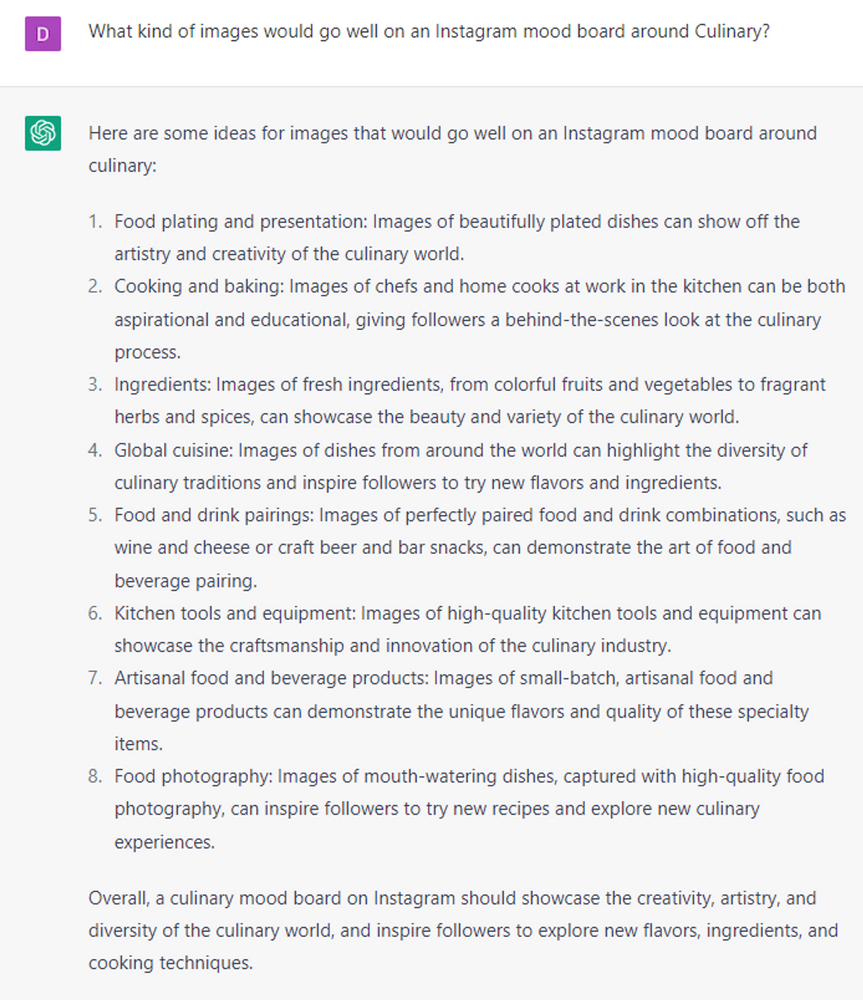 D
What kind of images would go well on an Instagram mood board around Culinary?
Here are some ideas for images that would go well on an Instagram mood board around
culinary:
1. Food plating and presentation: Images of beautifully plated dishes can show off the
artistry and creativity of the culinary world.
2. Cooking and baking: Images of chefs and home cooks at work in the kitchen can be both
aspirational and educational, giving followers a behind-the-scenes look at the culinary
process.
3. Ingredients: Images of fresh ingredients, from colorful fruits and vegetables to fragrant
herbs and spices, can showcase the beauty and variety of the culinary world.
4. Global cuisine: Images of dishes from around the world can highlight the diversity of
culinary traditions and inspire followers to try new flavors and ingredients.
5. Food and drink pairings: Images of perfectly paired food and drink combinations, such as
wine and cheese or craft beer and bar snacks, can demonstrate the art of food and
beverage pairing.
6. Kitchen tools and equipment: Images of high-quality kitchen tools and equipment can
showcase the craftsmanship and innovation of the culinary industry.
7. Artisanal food and beverage products: Images of small-batch, artisanal food and
beverage products can demonstrate the unique flavors and quality of these specialty
items.
8. Food photography: Images of mouth-watering dishes, captured with high-quality food
photography, can inspire followers to try new recipes and explore new culinary
experiences.
Overall, a culinary mood board on Instagram should showcase the creativity, artistry, and
diversity of the culinary world, and inspire followers to explore new flavors, ingredients, and
cooking techniques.